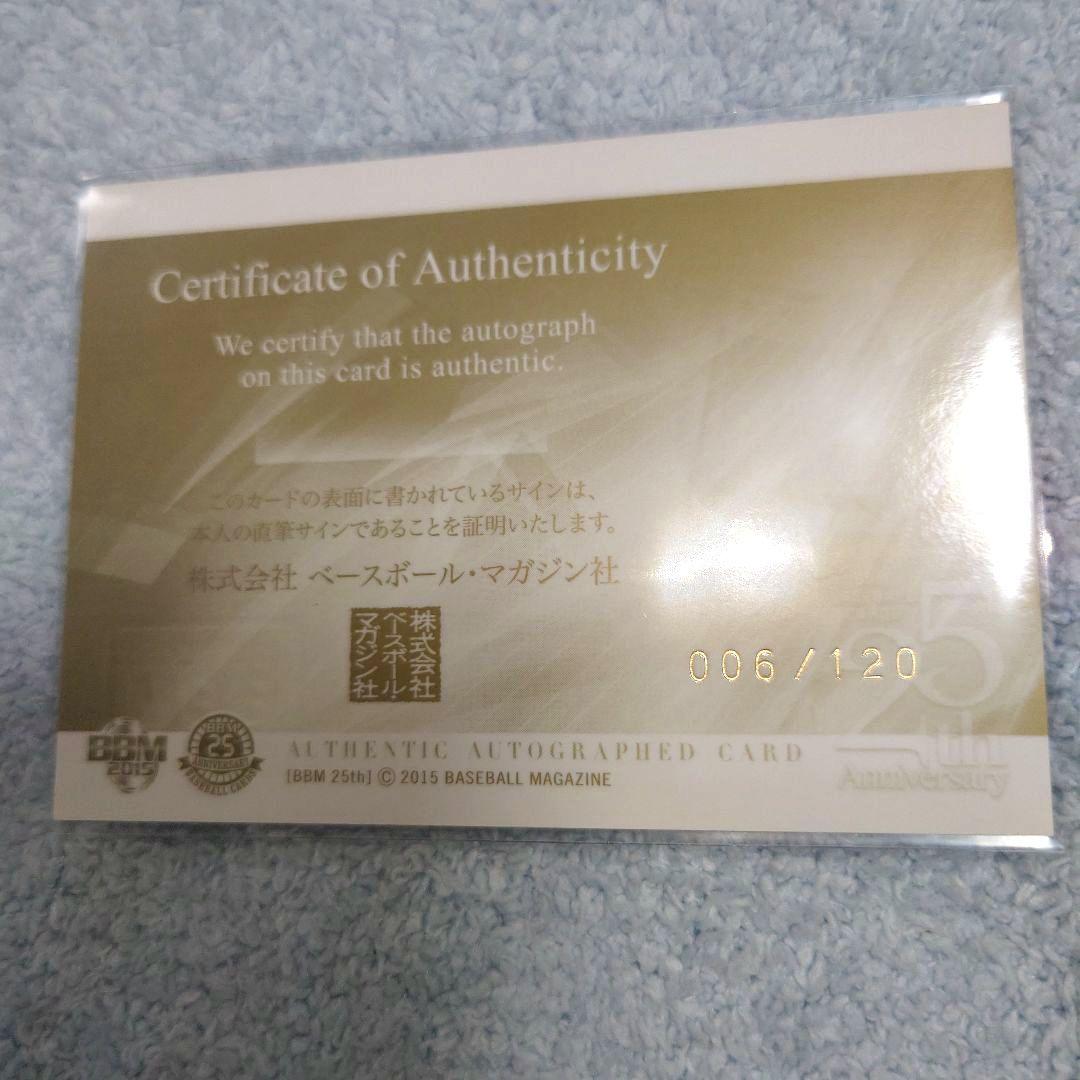 Certificate of Authenticity
We certify that the autograph
on this card is authentic.
このカードの表面に書かれているサインは、
本人の直筆サインであることを証明いたします。
株式会社 ベースボール・マガジン社
株式会社
ベースボール
マガジン社
006/120
25
th
Anniversary
BBM
2015
BBM
25
ANNIVERSARY
BASEBALL CARDS
AUTHENTIC AUTOGRAPHED CARD
[BBM 25th] © 2015 BASEBALL MAGAZINE